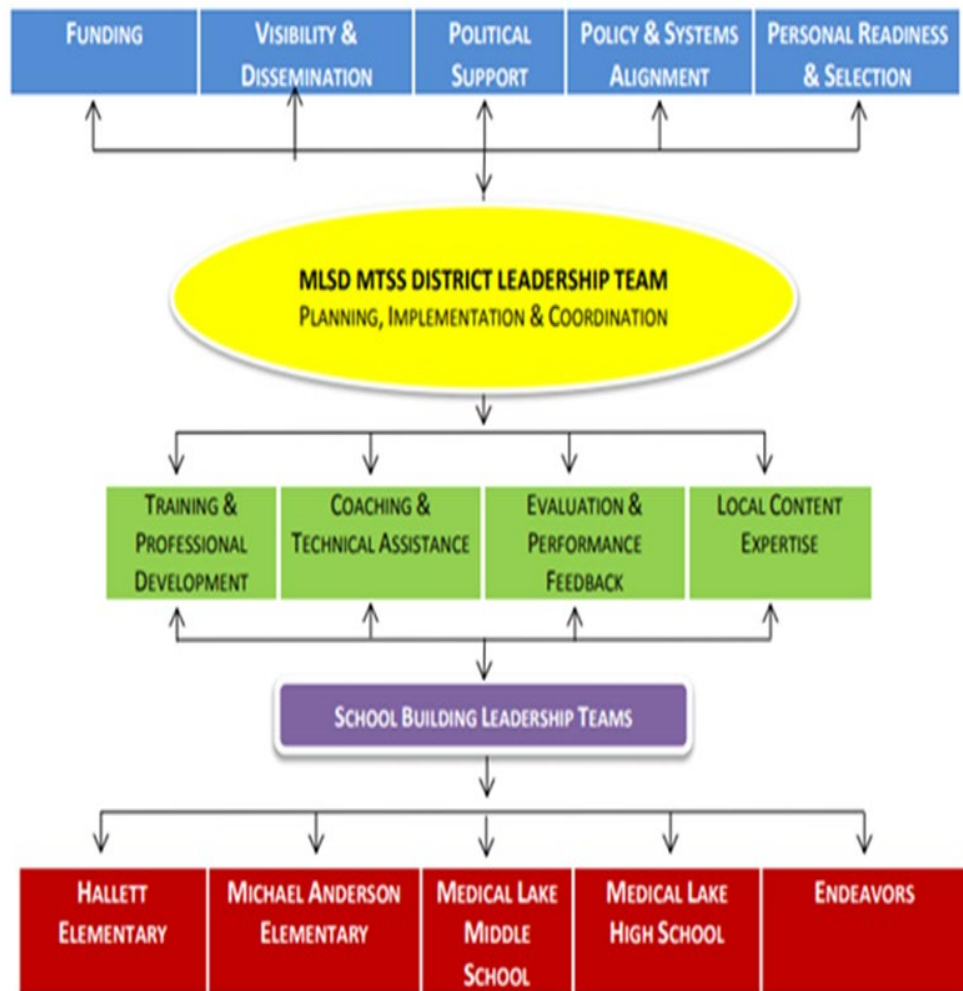 FUNDING
VISIBILITY &
DISSEMINATION
POLITICAL
SUPPORT
POLICY & SYSTEMS
ALIGNMENT
PERSONAL READINESS
& SELECTION
MLSD MTSS DISTRICT LEADERSHIP TEAM
PLANNING, IMPLEMENTATION & COORDINATION
TRAINING &
PROFESSIONAL
DEVELOPMENT
COACHING &
TECHNICAL ASSISTANCE
EVALUATION &
PERFORMANCE
FEEDBACK
LOCAL CONTENT
EXPERTISE
SCHOOL BUILDING LEADERSHIP TEAMS
HALLETT
ELEMENTARY
MICHAEL ANDERSON
ELEMENTARY
MEDICAL LAKE
MIDDLE
SCHOOL
MEDICAL LAKE
HIGH SCHOOL
ENDEAVORS